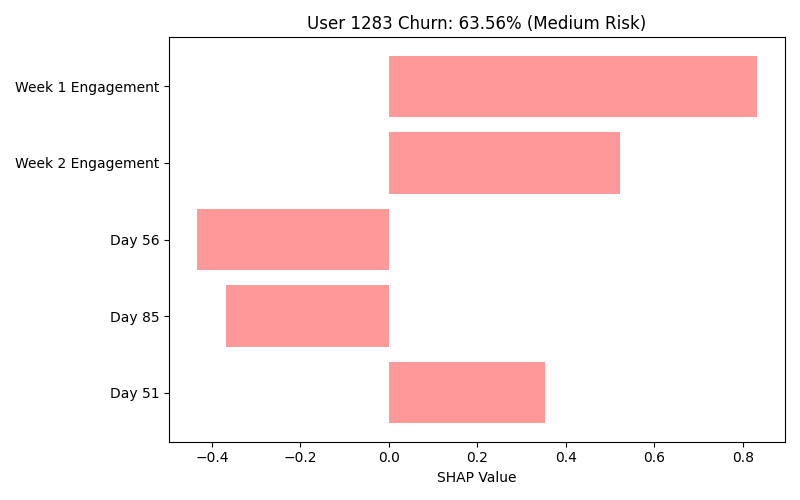 User 1283 Churn: 63.56% (Medium Risk)
Week 1 Engagement
Week 2 Engagement
Day 56
Day 85
Day 51
−0.4 −0.2 0.0 0.2 0.4 0.6 0.8
SHAP Value